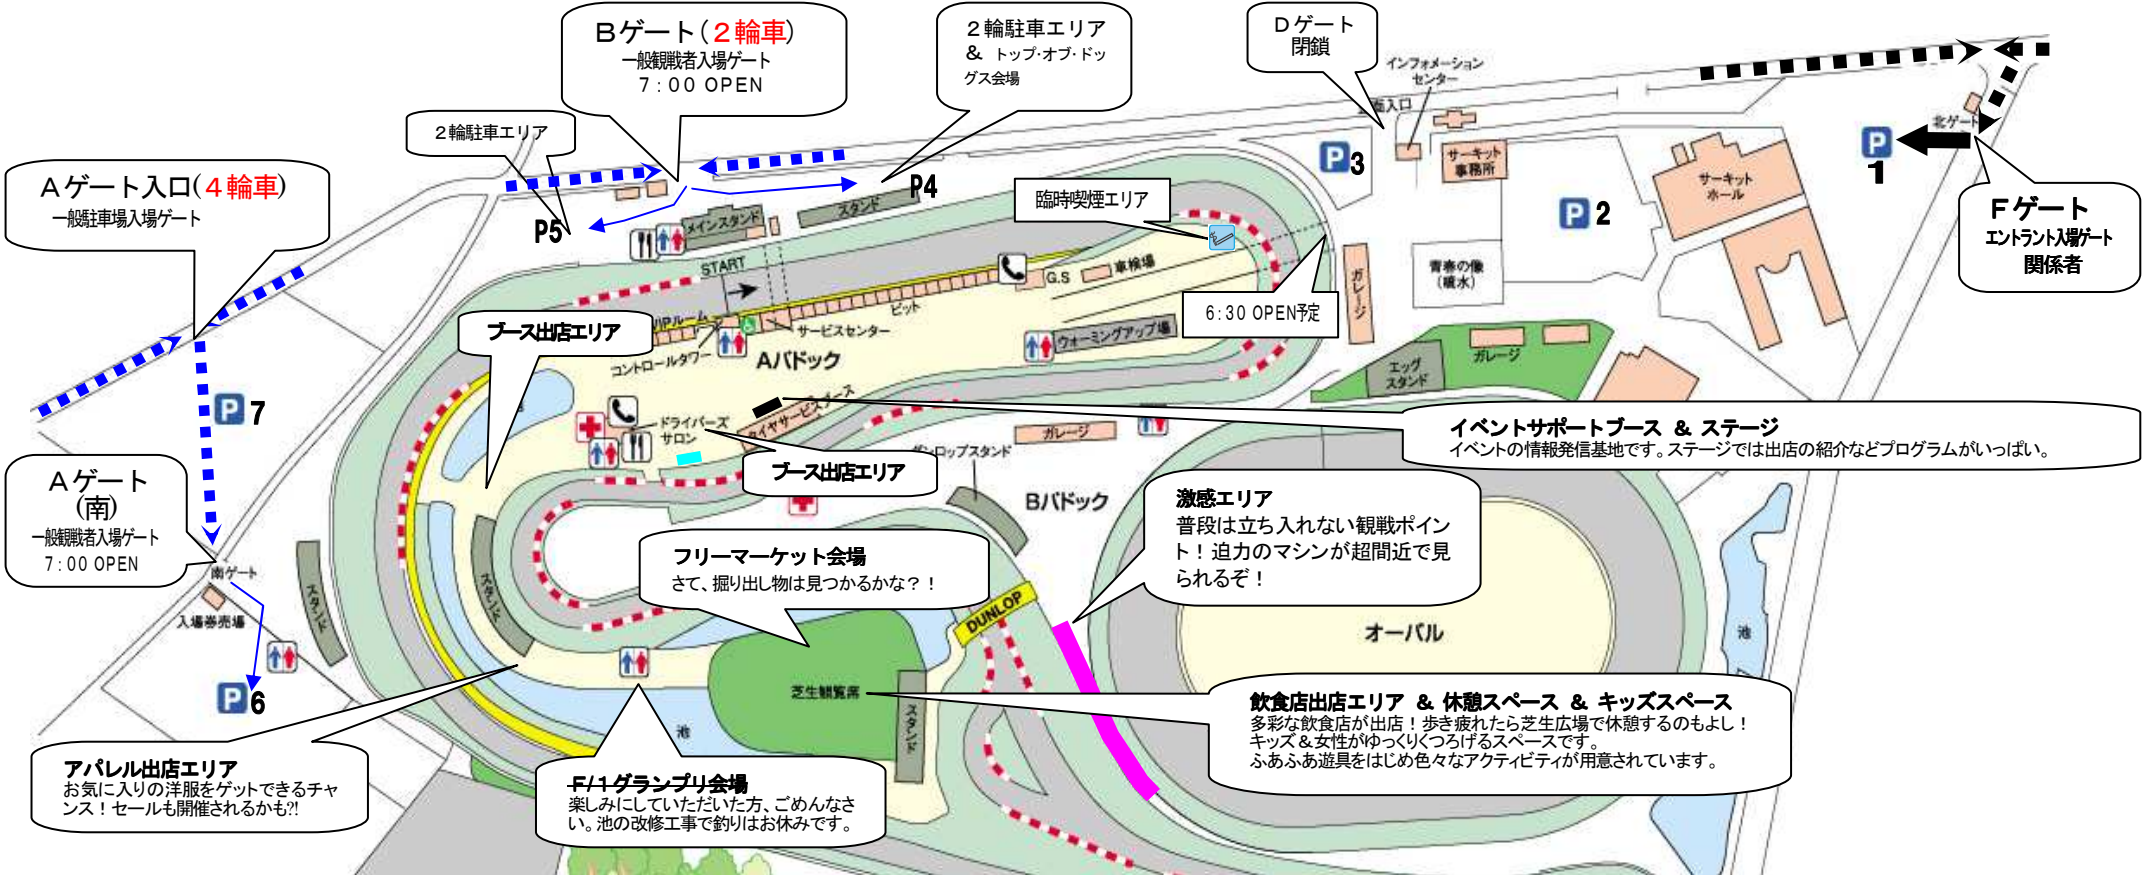 Bゲート(2輪車)
一般観戦者入場ゲート
7:00 OPEN
2輪駐車エリア
& トップ・オブ・ドッ
グス会場
Dゲート
閉鎖
インフォメーション
センター
2輪駐車エリア
Aゲート入口(4輪車)
一般駐車場入場ゲート
北ゲート
P
1
P3
サーキット
事務所
サーキット
ホール
P4
P5
メインスタンド
スタンド
臨時喫煙エリア
P2
Fゲート
エントラント入場ゲート
関係者
START
G.S
車検場
青春の像
(噴水)
ガレージ
6:30 OPEN予定
ピット
VIPルーム
サービスセンター
コントロールタワー
Aパドック
ウォーミングアップ場
ブース出店エリア
ガレージ
エッグ
スタンド
P7
ドライバーズ
サロン
タイヤサービスブース
ガレージ
イベントサポートブース & ステージ
イベントの情報発信基地です。ステージでは出店の紹介などプログラムがいっぱい。
ブース出店エリア
ダンロップスタンド
Bパドック
Aゲート
(南)
一般観戦者入場ゲート
7:00 OPEN
激感エリア
普段は立ち入れない観戦ポイン
ト!迫力のマシンが超間近で見
られるぞ!
フリーマーケット会場
さて、掘り出し物は見つかるかな?!
南ゲート
入場券売場
スタンド
スタンド
DUNLOP
オーバル
池
P6
芝生観覧席
スタンド
池
飲食店出店エリア & 休憩スペース & キッズスペース
多彩な飲食店が出店!歩き疲れたら芝生広場で休憩するのもよし!
キッズ&女性がゆっくりくつろげるスペースです。
ふあふあ遊具をはじめ色々なアクティビティが用意されています。
アパレル出店エリア
お気に入りの洋服をゲットできるチャ
ンス!セールも開催されるかも?!
F/1グランプリ会場
楽しみにしていただいた方、ごめんなさ
い。池の改修工事で釣りはお休みです。